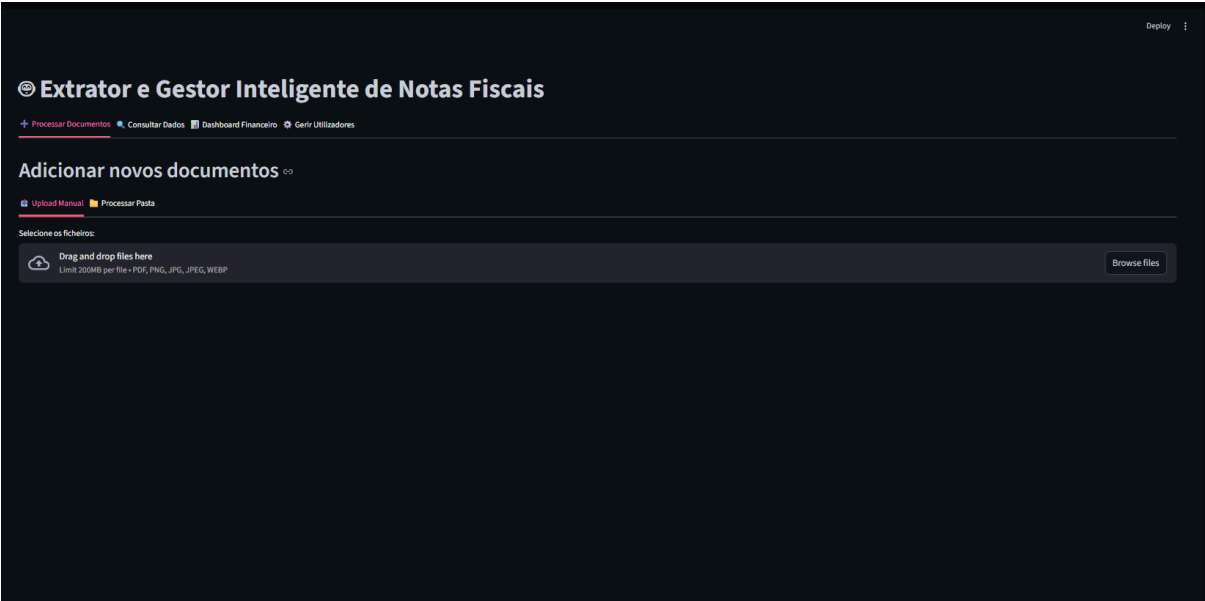 Deploy
Extrator e Gestor Inteligente de Notas Fiscais
Processar Documentos Consultar Dados Dashboard Financeiro Gerir Utilizadores
Adicionar novos documentos
Upload Manual Processar Pasta
Selecione os ficheiros:
Drag and drop files here
Limit 200MB per file • PDF, PNG, JPG, JPEG, WEBP
Browse files